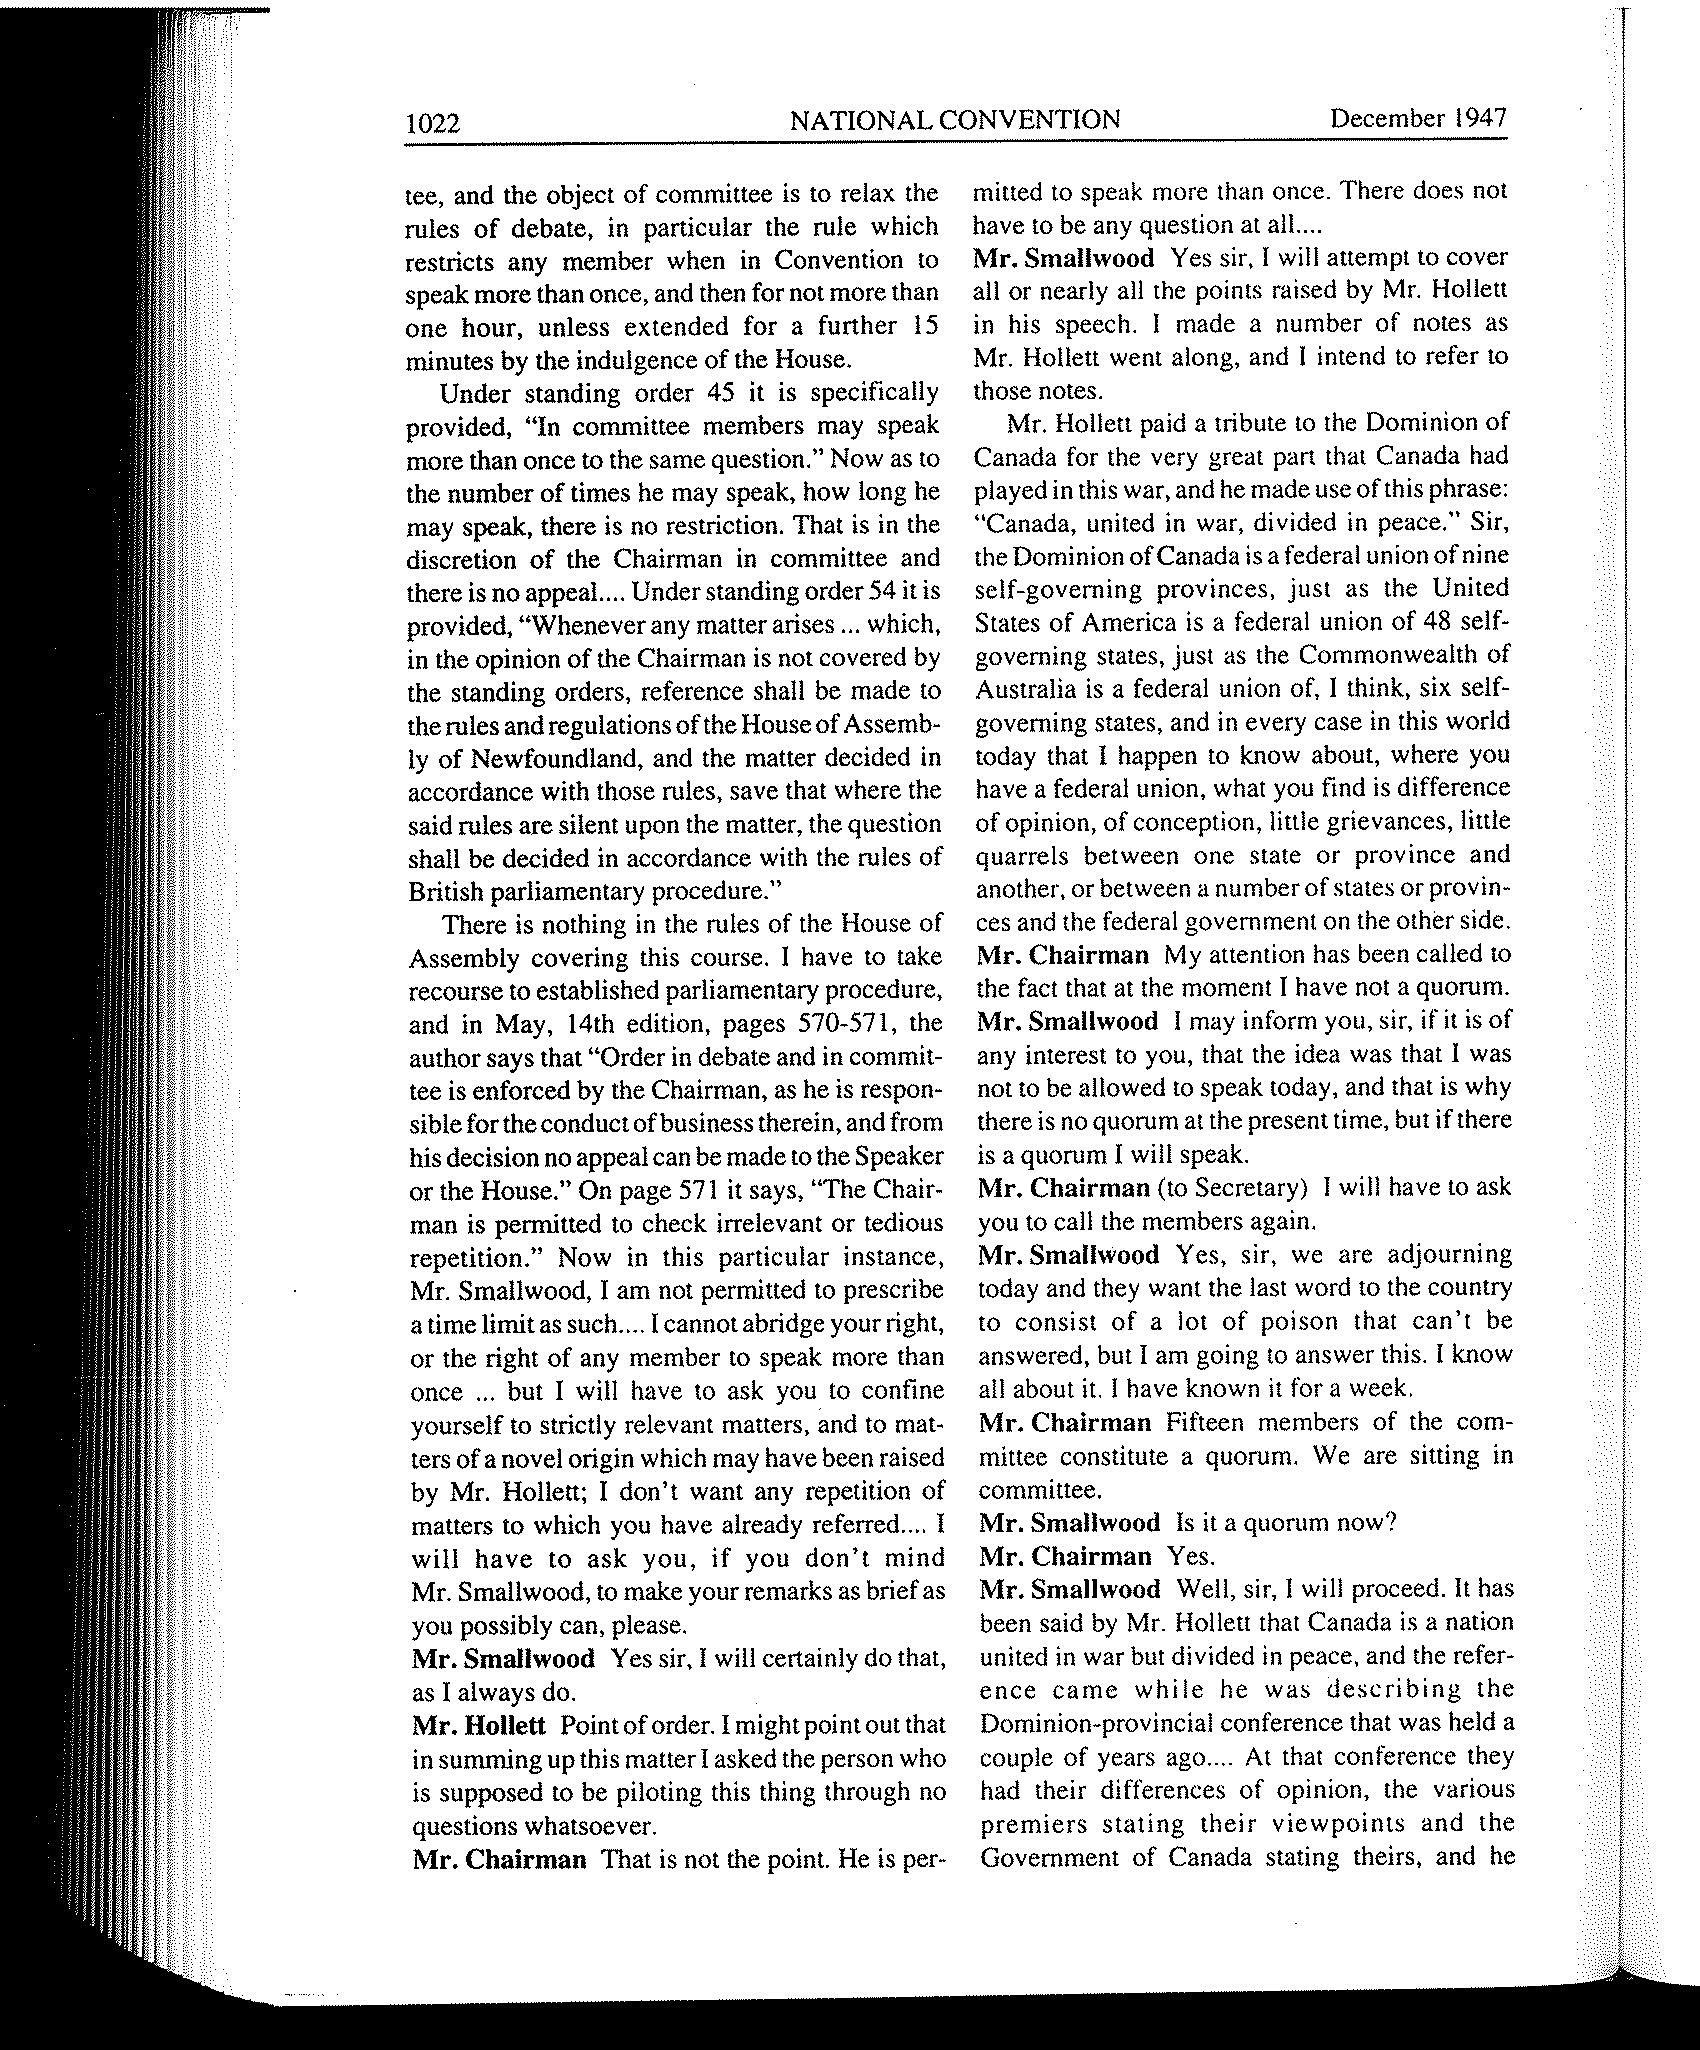 1022 NATIONAL CONVENTION December 1947
tee, and the object of committee is to relax the
rules of debate, in particular the rule which
restricts any member when in Convention to
speak more than once, and then for not more than
one hour, unless extended for a further 15
minutes by the indulgence of the House.
Under standing order 45 it is specifically
provided, “In committee members may speak
more than once to the same question.” Now as to
the number of times he may speak, how long he
may speak, there is no restriction. That is in the
discretion of the Chairman in committee and
there is no appeal.... Under standing order 54 it is
provided, “Whenever any matter arises ... which,
in the opinion of the Chairman is not covered by
the standing orders, reference shall be made to
the rules and regulations of the House of Assemb-
ly of Newfoundland, and the matter decided in
accordance with those rules, save that where the
said rules are silent upon the matter, the question
shall be decided in accordance with the rules of
British parliamentary procedure.”
There is nothing in the rules of the House of
Assembly covering this course. I have to take
recourse to established parliamentary procedure,
and in May, 14th edition, pages 570-571, the
author says that “Order in debate and in commit-
tee is enforced by the Chairman, as he is respon-
sible for the conduct of business therein, and from
his decision no appeal can be made to the Speaker
or the House.” On page 571 it says, “The Chair-
man is permitted to check irrelevant or tedious
repetition.” Now in this particular instance,
Mr. Smallwood, I am not permitted to prescribe
a time limit as such.... I cannot abridge your right,
or the right of any member to speak more than
once ... but I will have to ask you to confine
yourself to strictly relevant matters, and to mat-
ters of a novel origin which may have been raised
by Mr. Hollett; I don't want any repetition of
matters to which you have already referred.... I
will have to ask you, if you don't mind
Mr. Smallwood, to make your remarks as brief as
you possibly can, please.
Mr. Smallwood Yes sir, I will certainly do that,
as I always do.
Mr. Hollett Point of order. I might point out that
in summing up this matter I asked the person who
is supposed to be piloting this thing through no
questions whatsoever.
Mr. Chairman That is not the point. He is per-
mitted to speak more than once. There does not
have to be any question at all....
Mr. Smallwood Yes sir, I will attempt to cover
all or nearly all the points raised by Mr. Hollett
in his speech. I made a number of notes as
Mr. Hollett went along, and I intend to refer to
those notes.
Mr. Hollett paid a tribute to the Dominion of
Canada for the very great part that Canada had
played in this war, and he made use of this phrase:
“Canada, united in war, divided in peace.” Sir,
the Dominion of Canada is a federal union of nine
self-governing provinces, just as the United
States of America is a federal union of 48 self-
governing states, just as the Commonwealth of
Australia is a federal union of, I think, six self-
governing states, and in every case in this world
today that I happen to know about, where you
have a federal union, what you find is difference
of opinion, of conception, little grievances, little
quarrels between one state or province and
another, or between a number of states or provin-
ces and the federal government on the other side.
Mr. Chairman My attention has been called to
the fact that at the moment I have not a quorum.
Mr. Smallwood I may inform you, sir, if it is of
any interest to you, that the idea was that I was
not to be allowed to speak today, and that is why
there is no quorum at the present time, but if there
is a quorum I will speak.
Mr. Chairman (to Secretary) I will have to ask
you to call the members again.
Mr. Smallwood Yes, sir, we are adjourning
today and they want the last word to the country
to consist of a lot of poison that can't be
answered, but I am going to answer this. I know
all about it. I have known it for a week.
Mr. Chairman Fifteen members of the com-
mittee constitute a quorum. We are sitting in
committee.
Mr. Smallwood Is it a quorum now?
Mr. Chairman Yes.
Mr. Smallwood Well, sir, I will proceed. It has
been said by Mr. Hollett that Canada is a nation
united in war but divided in peace, and the refer-
ence came while he was describing the
Dominion-provincial conference that was held a
couple of years ago.... At that conference they
had their differences of opinion, the various
premiers stating their viewpoints and the
Government of Canada stating theirs, and he